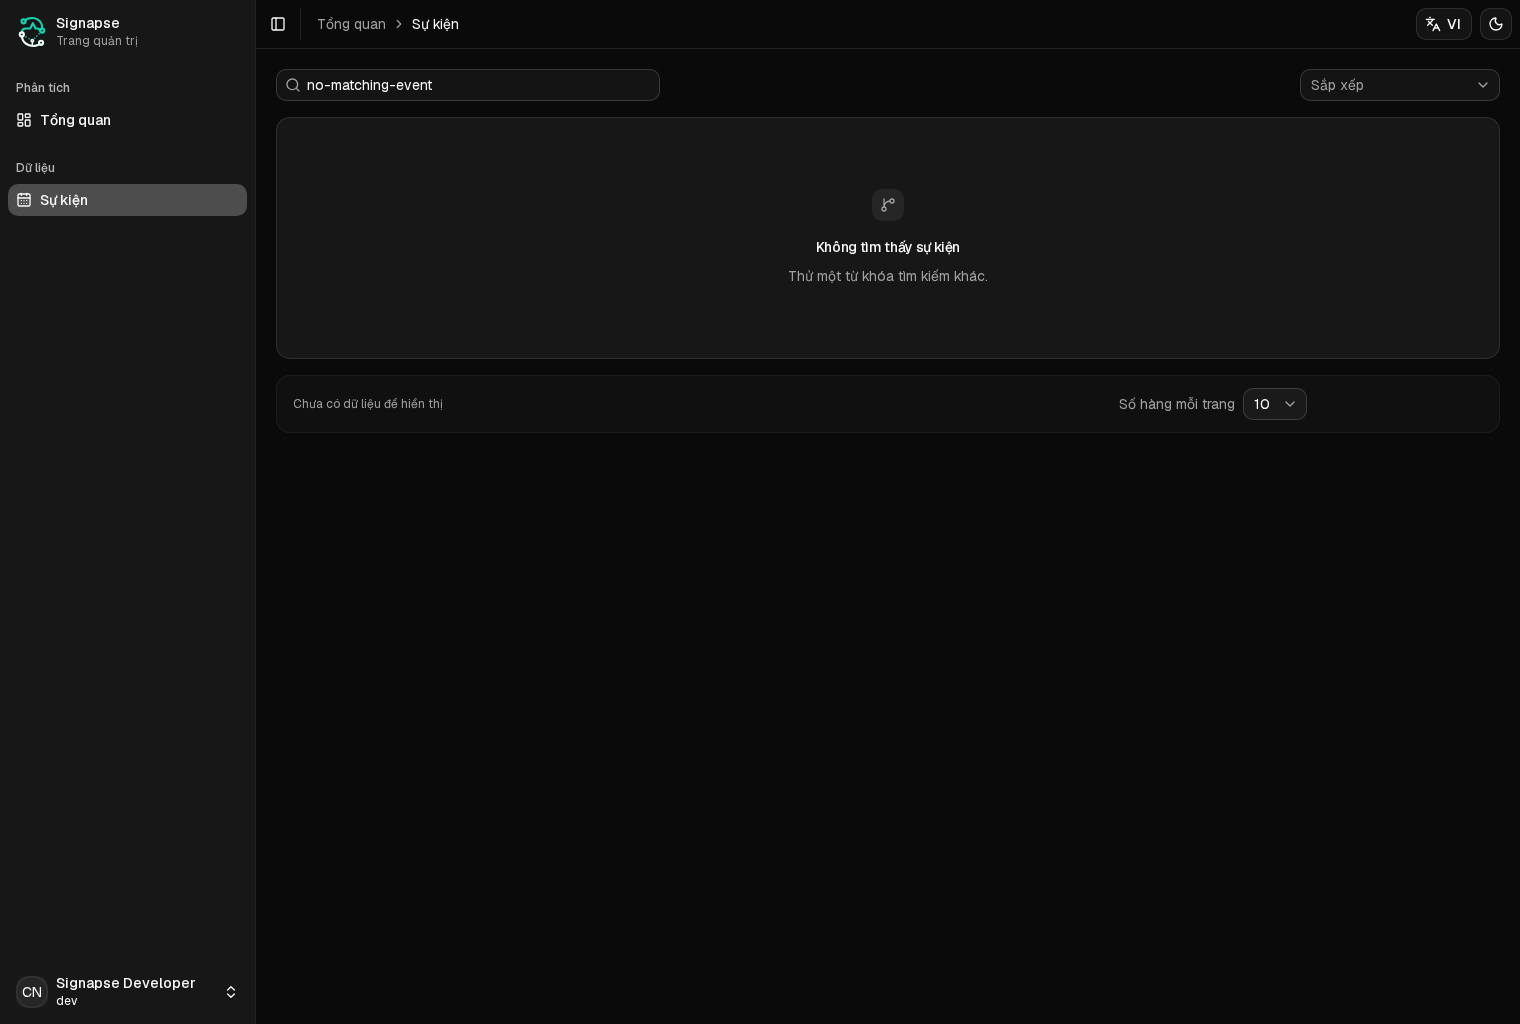 Signapse
Trang quản trị
Phân tích
Tổng quan
Dữ liệu
Sự kiện
CN
Signapse Developer
dev
Tổng quan
Sự kiện
VI
no-matching-event
Sắp xếp
Không tìm thấy sự kiện
Thử một từ khóa tìm kiếm khác.
Chưa có dữ liệu để hiển thị
Số hàng mỗi trang
10